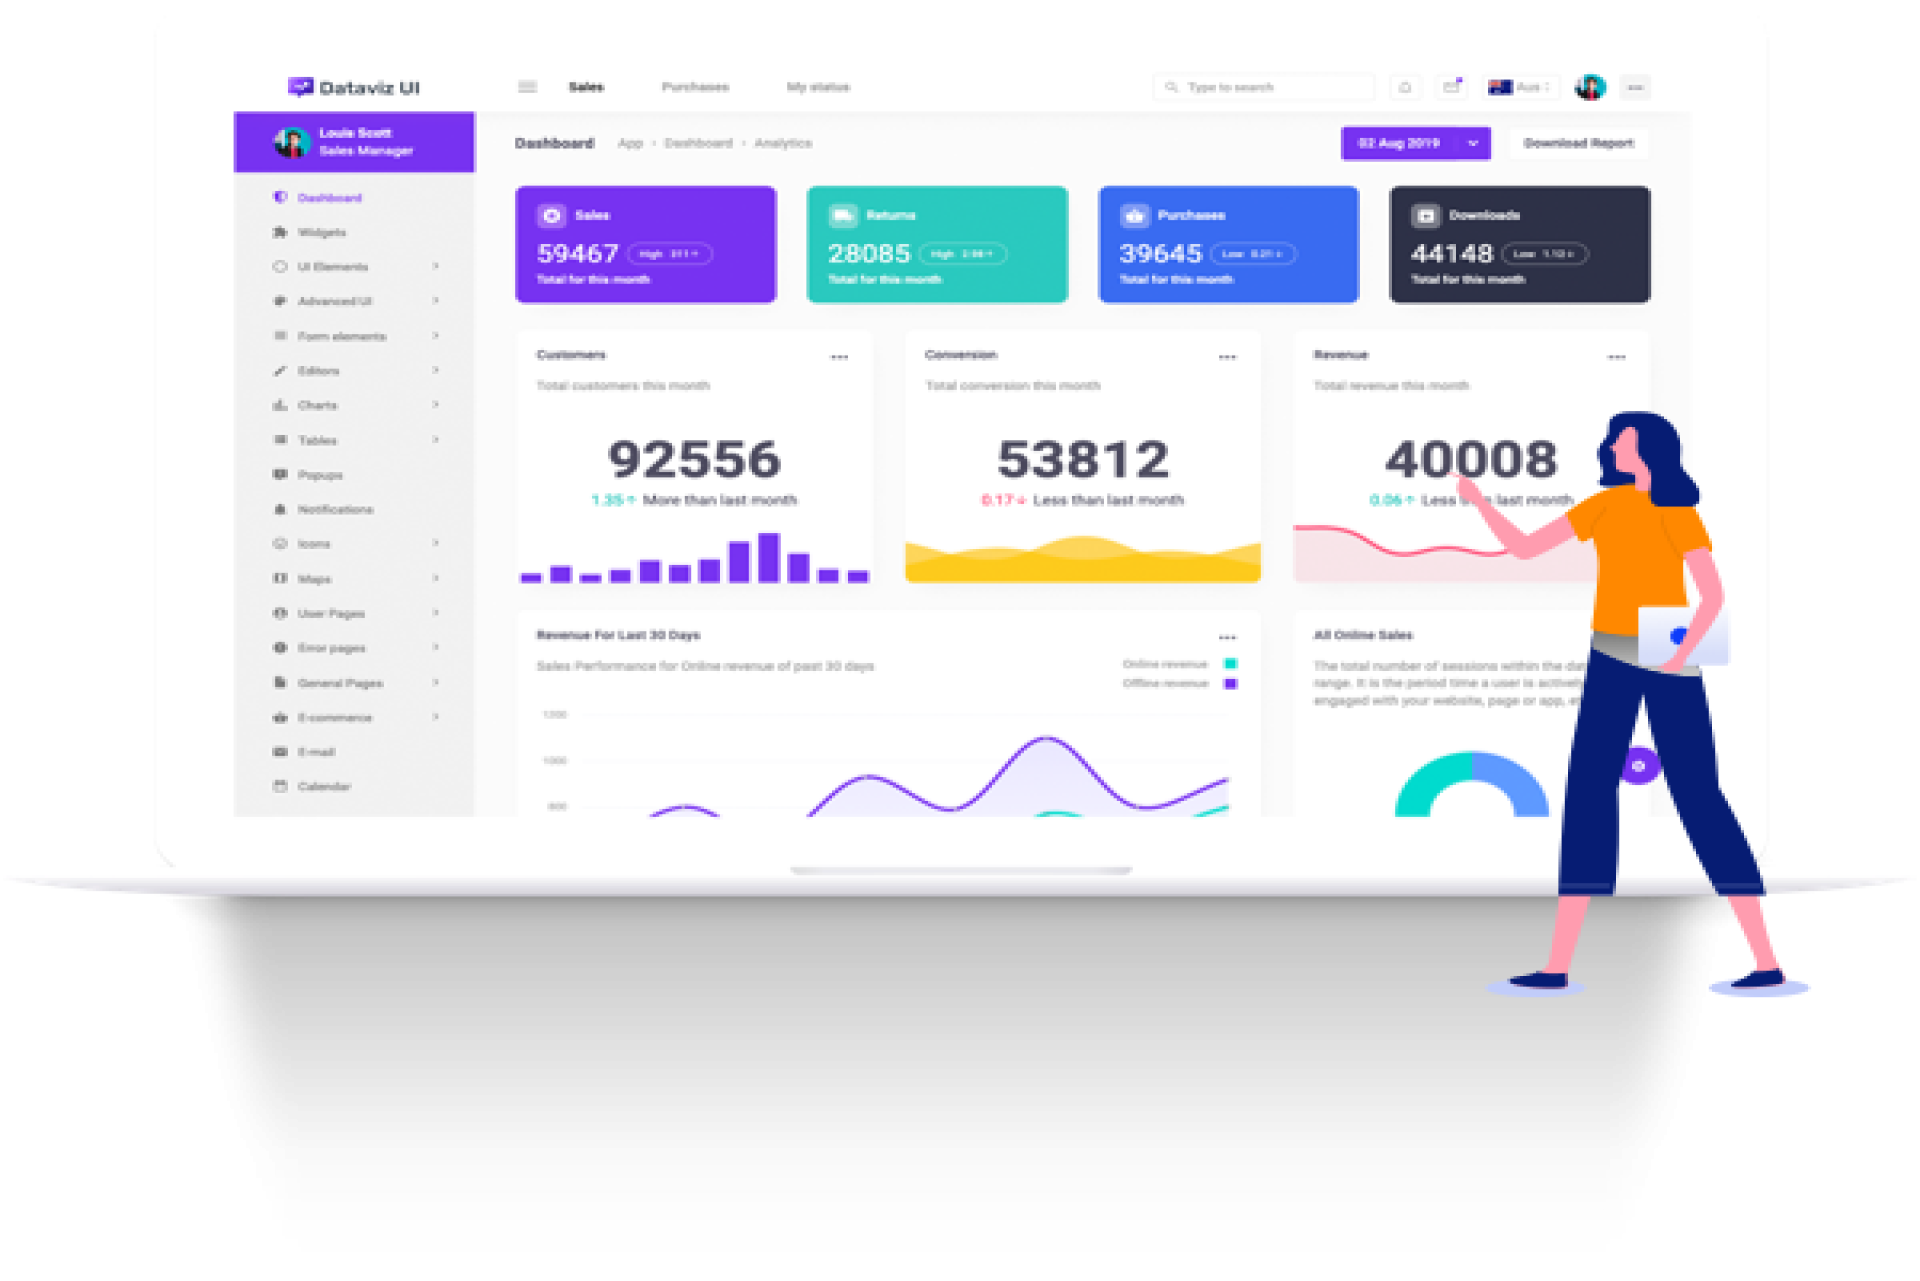 Dataviz UI
Sales
Purchases
My status
Type to search
Aus
Louie Scott
Sales Manager
Dashboard
Widgets
UI Elements
Advanced UI
Form elements
Editors
Charts
Tables
Popups
Notifications
Icons
Maps
User Pages
Error pages
General Pages
E-commerce
E-mail
Calendar
Dashboard App › Dashboard › Analytics
02 Aug 2019
Download Report
Sales
59467 High
Total for this month
Returns
28085 High
Total for this month
Purchases
39645 Low
Total for this month
Downloads
44148 Low
Total for this month
Customers
Total customers this month
92556
1.35↑ More than last month
Conversion
Total conversion this month
53812
0.17↓ Less than last month
Revenue
Total revenue this month
40008
0.06↑ Less last month
Revenue For Last 30 Days
Sales Performance for Online revenue of past 30 days
Online revenue
Offline revenue
1200
1000
800
All Online Sales
The total number of sessions within the da
range. It is the period time a user is actively
engaged with your website, page or app,